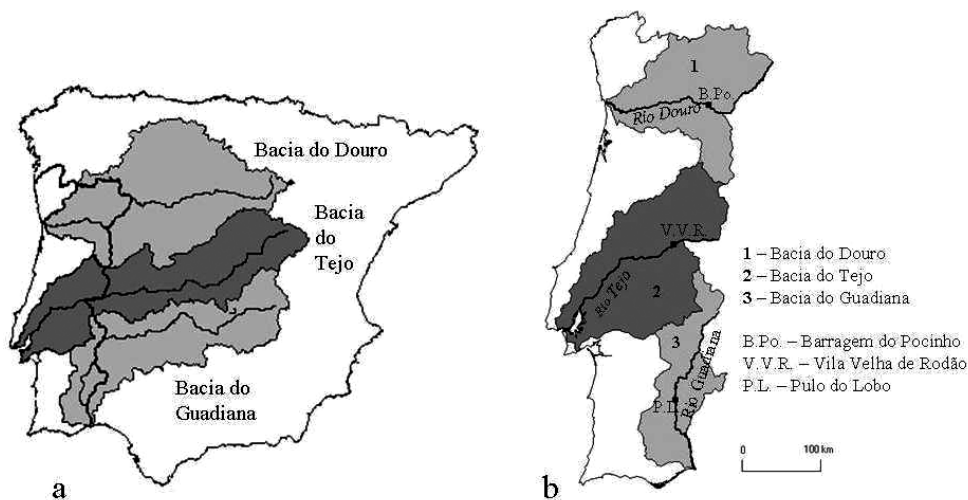 Bacia do Douro
Bacia
do
Tejo
Bacia do
Guadiana
a
1
B.Po.
Rio Douro
V.V.R.
Rio Tejo
2
3
Rio Guadiana
P.L.
1 – Bacia do Douro
2 – Bacia do Tejo
3 – Bacia do Guadiana
B.Po. – Barragem do Pocinho
V.V.R. – Vila Velha de Rodão
P.L. – Pulo do Lobo
0 100 km
b